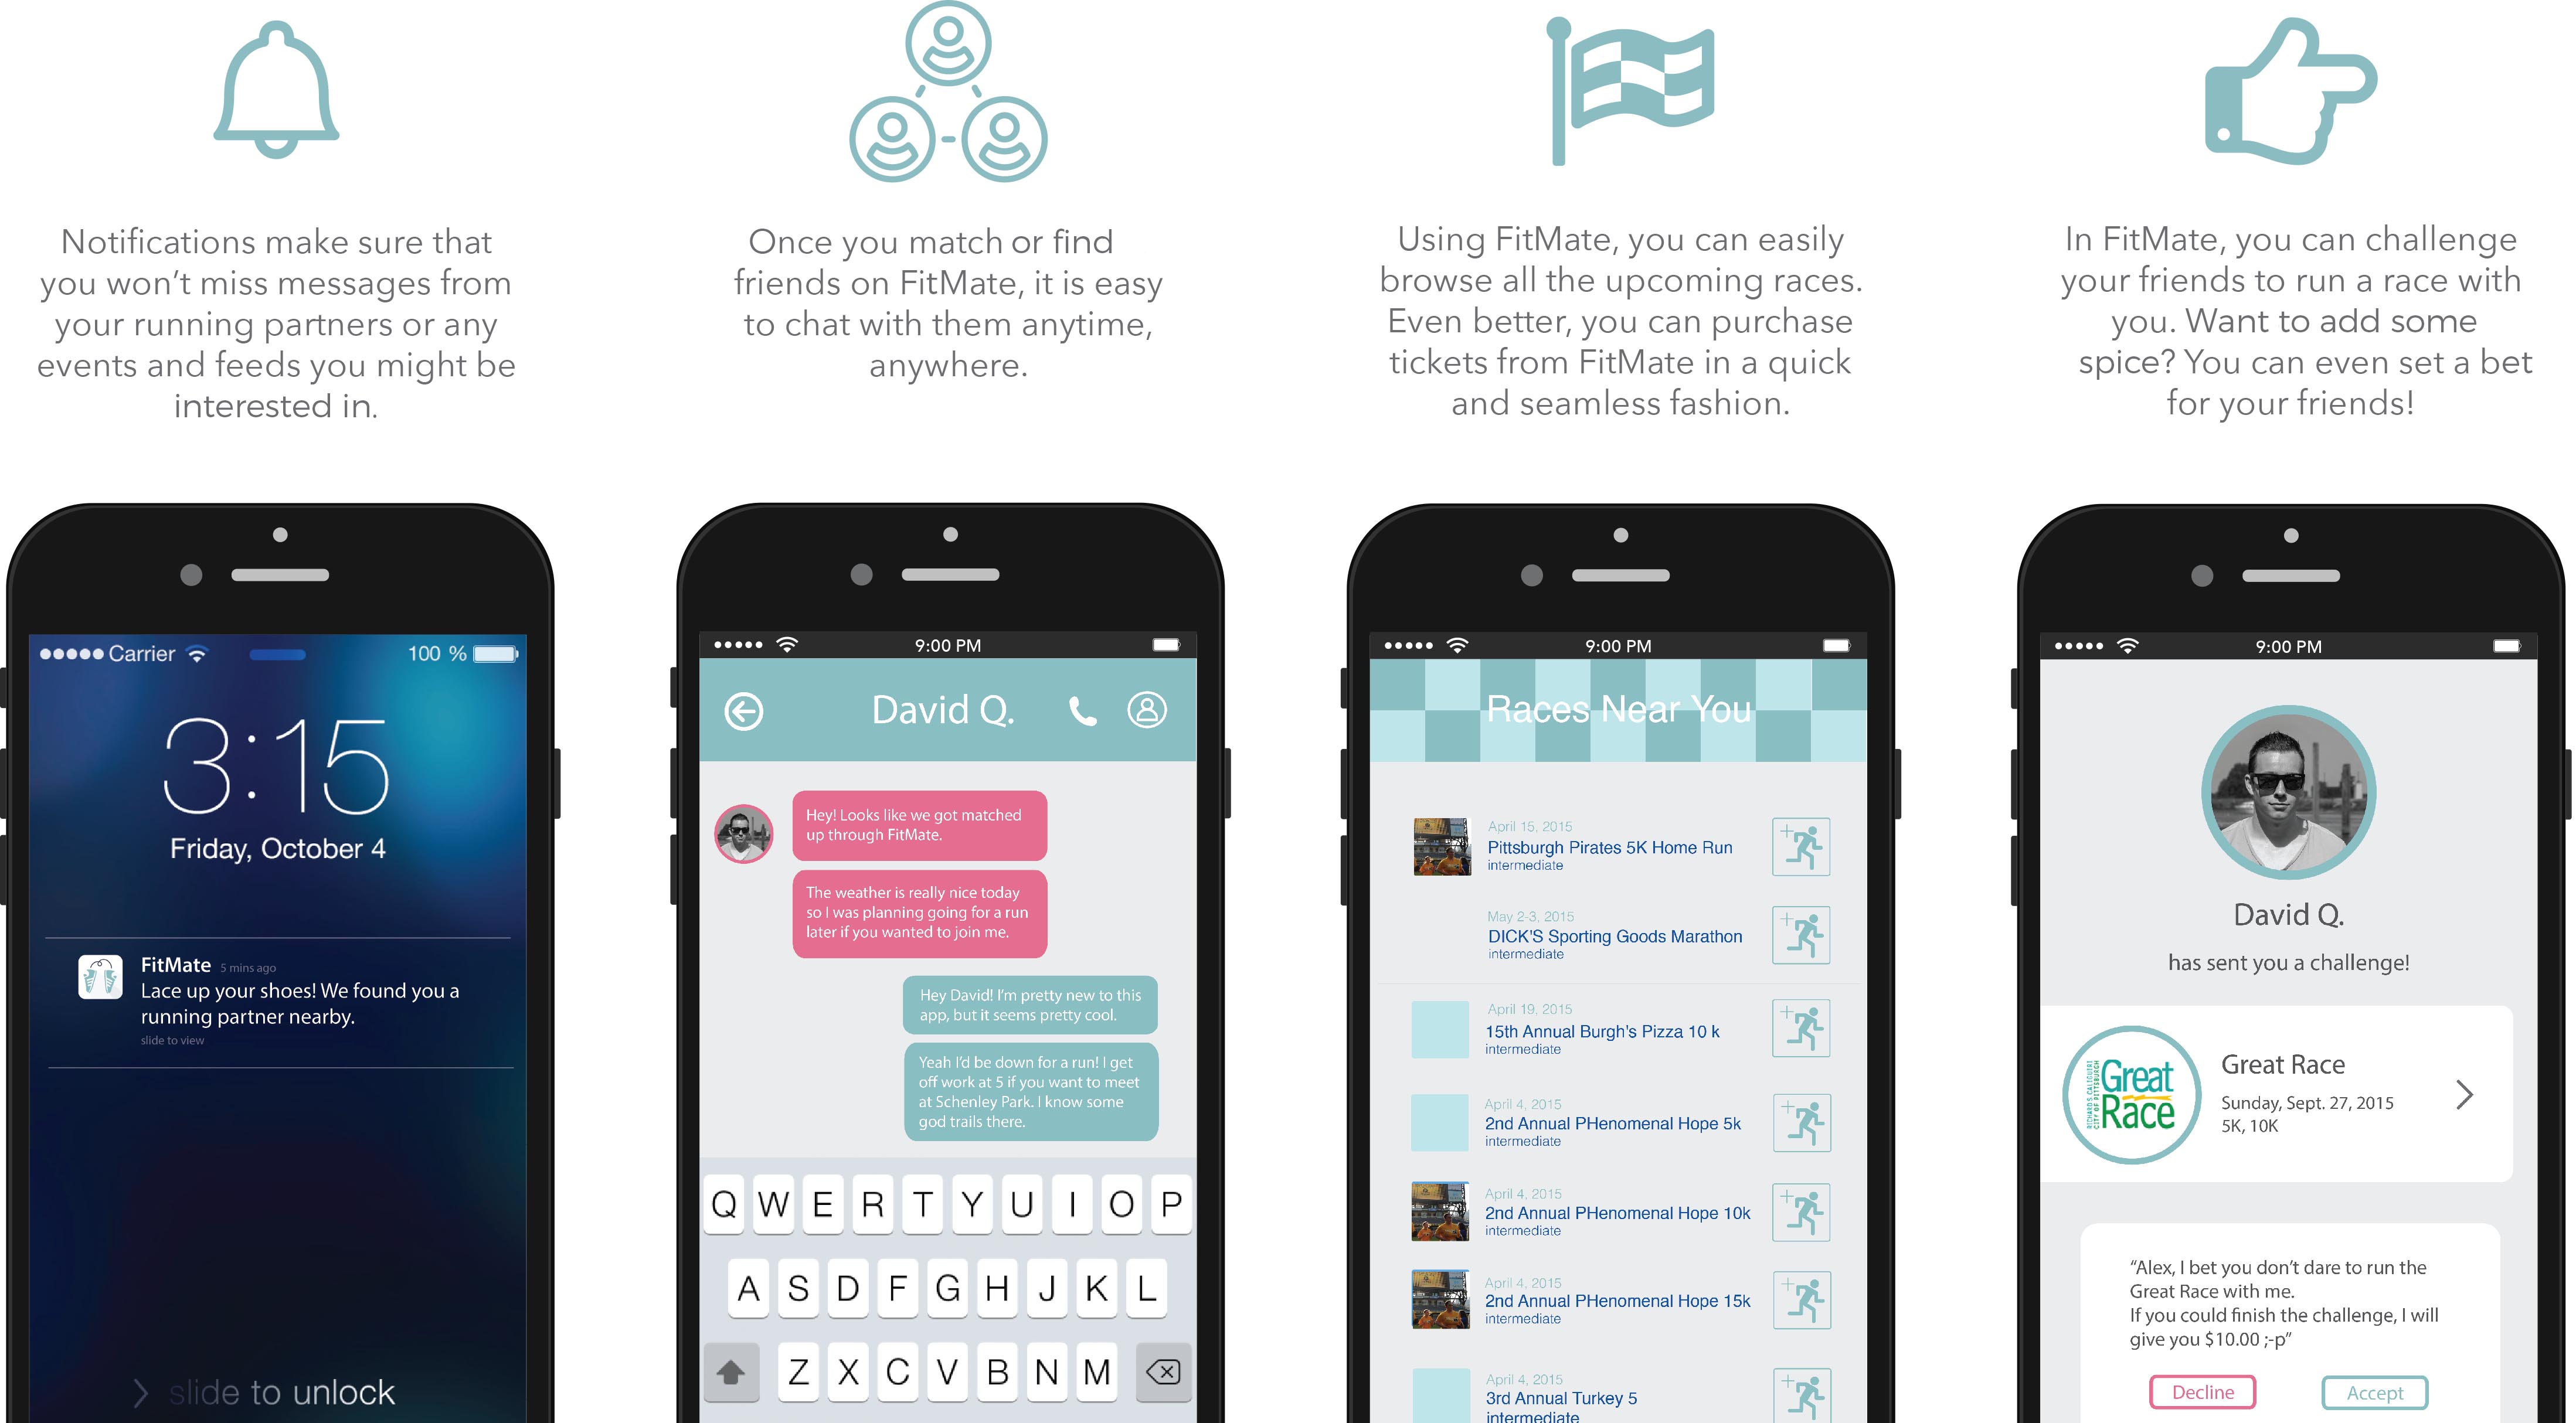 Notifications make sure that
you won't miss messages from
your running partners or any
events and feeds you might be
interested in.
Once you match or find
friends on FitMate, it is easy
to chat with them anytime,
anywhere.
Using FitMate, you can easily
browse all the upcoming races.
Even better, you can purchase
tickets from FitMate in a quick
and seamless fashion.
In FitMate, you can challenge
your friends to run a race with
you. Want to add some
spice? You can even set a bet
for your friends!
Carrier 100 %
3:15
Friday, October 4
FitMate 5 mins ago
Lace up your shoes! We found you a
running partner nearby.
slide to view
slide to unlock
9:00 PM
David Q.
Hey! Looks like we got matched
up through FitMate.
The weather is really nice today
so I was planning going for a run
later if you wanted to join me.
Hey David! I'm pretty new to this
app, but it seems pretty cool.
Yeah I'd be down for a run! I get
off work at 5 if you want to meet
at Schenley Park. I know some
god trails there.
Q W E R T Y U I O P
A S D F G H J K L
Z X C V B N M
9:00 PM
Races Near You
April 15, 2015
Pittsburgh Pirates 5K Home Run
intermediate
May 2-3, 2015
DICK'S Sporting Goods Marathon
intermediate
April 19, 2015
15th Annual Burgh's Pizza 10 k
intermediate
April 4, 2015
2nd Annual PHenomenal Hope 5k
intermediate
April 4, 2015
2nd Annual PHenomenal Hope 10k
intermediate
April 4, 2015
2nd Annual PHenomenal Hope 15k
intermediate
April 4, 2015
3rd Annual Turkey 5
intermediate
9:00 PM
David Q.
has sent you a challenge!
RICHARD S. CALIGUIRI
CITY OF PITTSBURGH
Great
Race
Great Race
Sunday, Sept. 27, 2015
5K, 10K
"Alex, I bet you don't dare to run the
Great Race with me.
If you could finish the challenge, I will
give you $10.00 ;-p"
Decline Accept